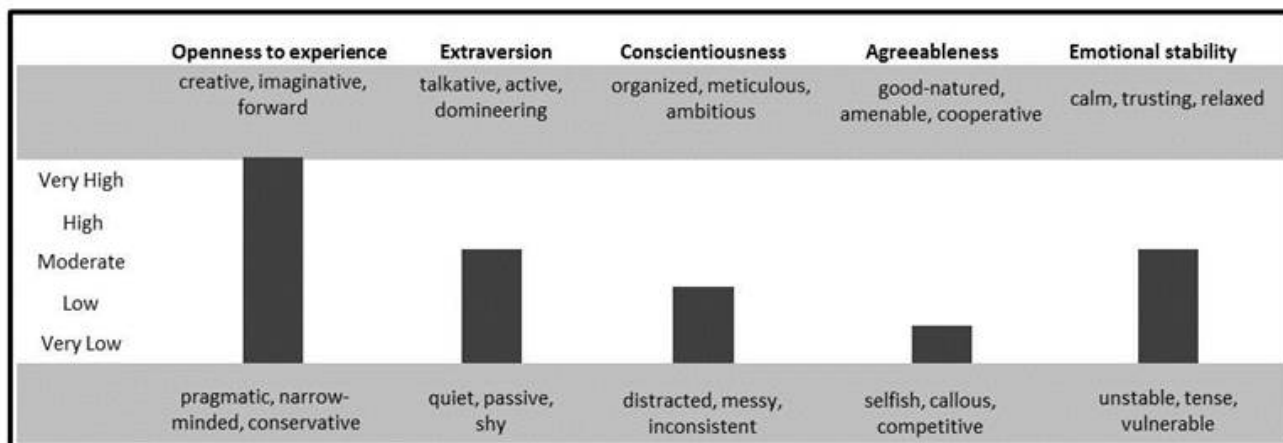 Openness to experience Extraversion Conscientiousness Agreeableness Emotional stability
creative, imaginative, forward
talkative, active, domineering
organized, meticulous, ambitious
good-natured, amenable, cooperative
calm, trusting, relaxed
Very High
High
Moderate
Low
Very Low
pragmatic, narrow-
minded, conservative
quiet, passive,
shy
distracted, messy,
inconsistent
selfish, callous,
competitive
unstable, tense,
vulnerable